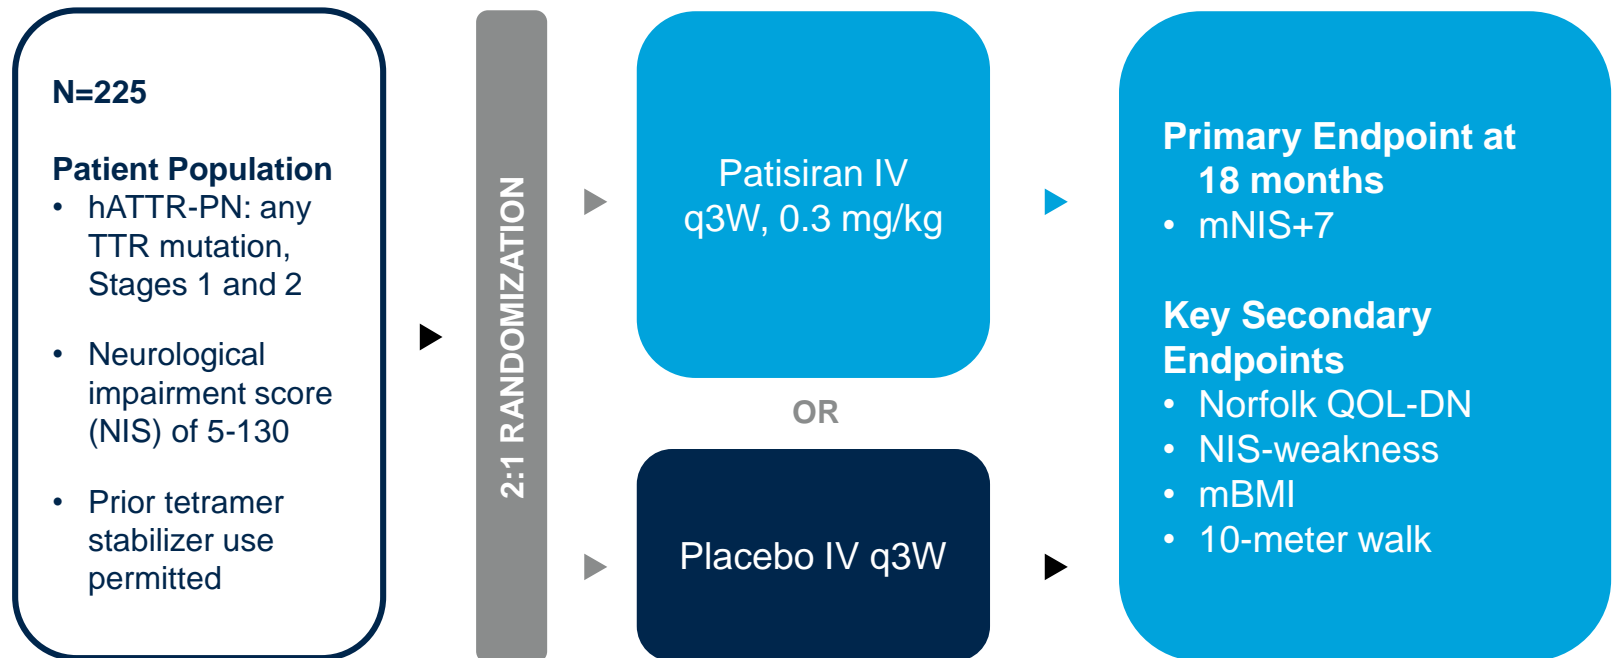 N=225
Patient Population
• hATTR-PN: any
TTR mutation,
Stages 1 and 2
• Neurological
impairment score
(NIS) of 5-130
• Prior tetramer
stabilizer use
permitted
2:1 RANDOMIZATION
Patisiran IV
q3W, 0.3 mg/kg
OR
Placebo IV q3W
Primary Endpoint at
18 months
• mNIS+7
Key Secondary
Endpoints
• Norfolk QOL-DN
• NIS-weakness
• mBMI
• 10-meter walk